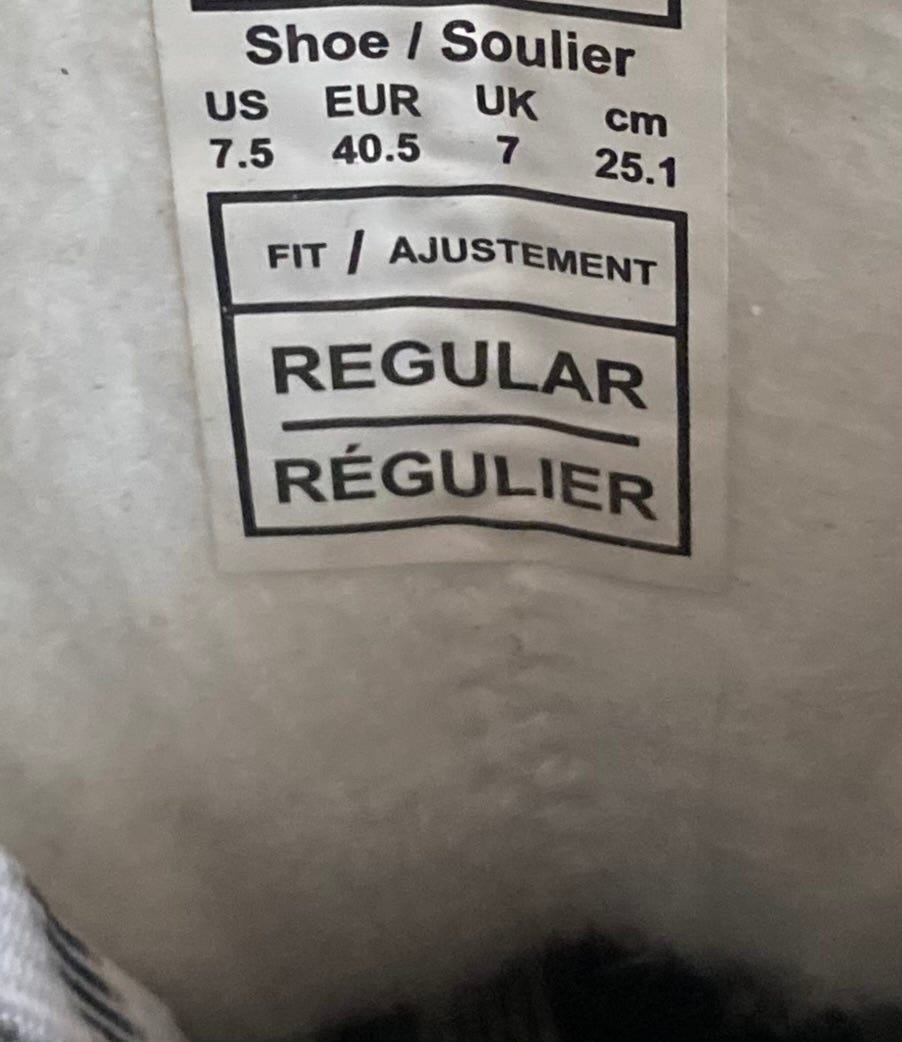 Shoe / Soulier
US EUR UK cm
7.5 40.5 7 25.1
FIT / AJUSTEMENT
REGULAR
RÉGULIER